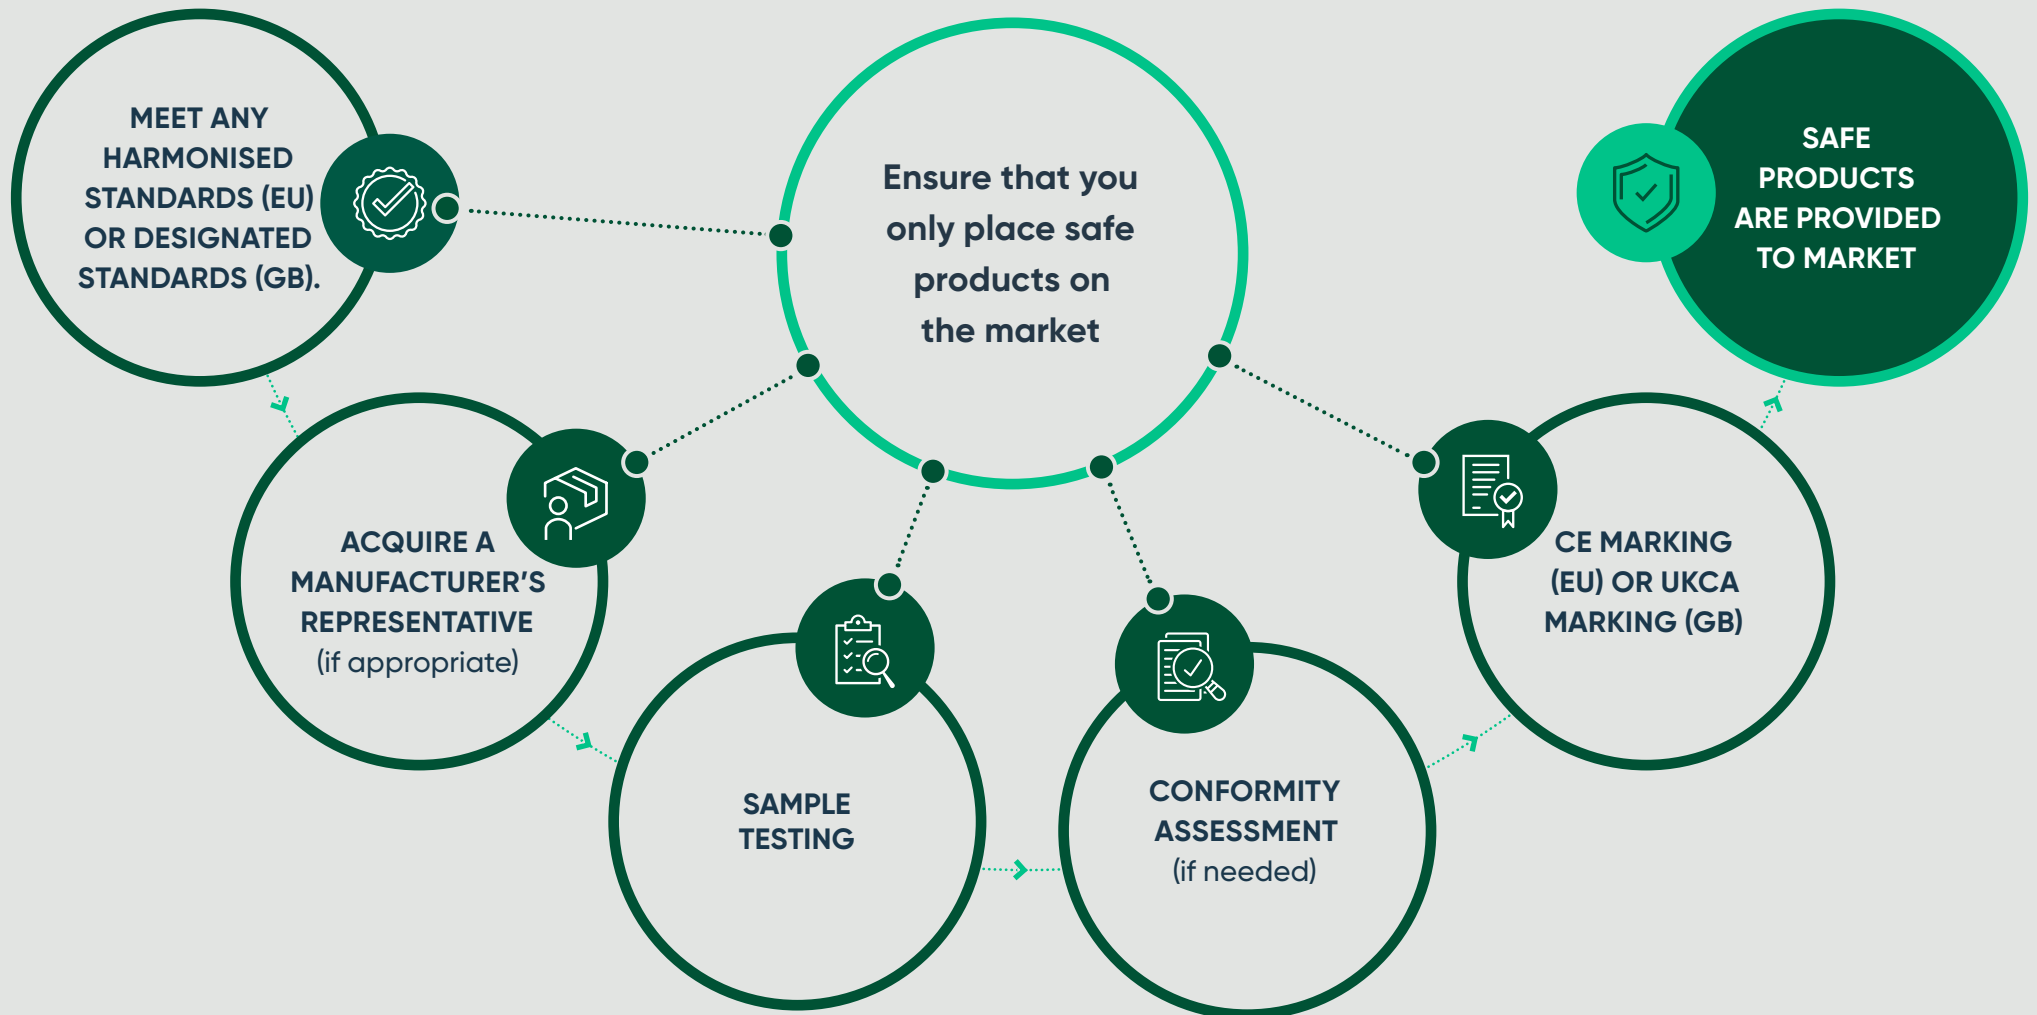 MEET ANY
HARMONISED
STANDARDS (EU)
OR DESIGNATED
STANDARDS (GB).
Ensure that you
only place safe
products on
the market
SAFE
PRODUCTS
ARE PROVIDED
TO MARKET
ACQUIRE A
MANUFACTURER’S
REPRESENTATIVE
(if appropriate)
SAMPLE
TESTING
CONFORMITY
ASSESSMENT
(if needed)
CE MARKING
(EU) OR UKCA
MARKING (GB)